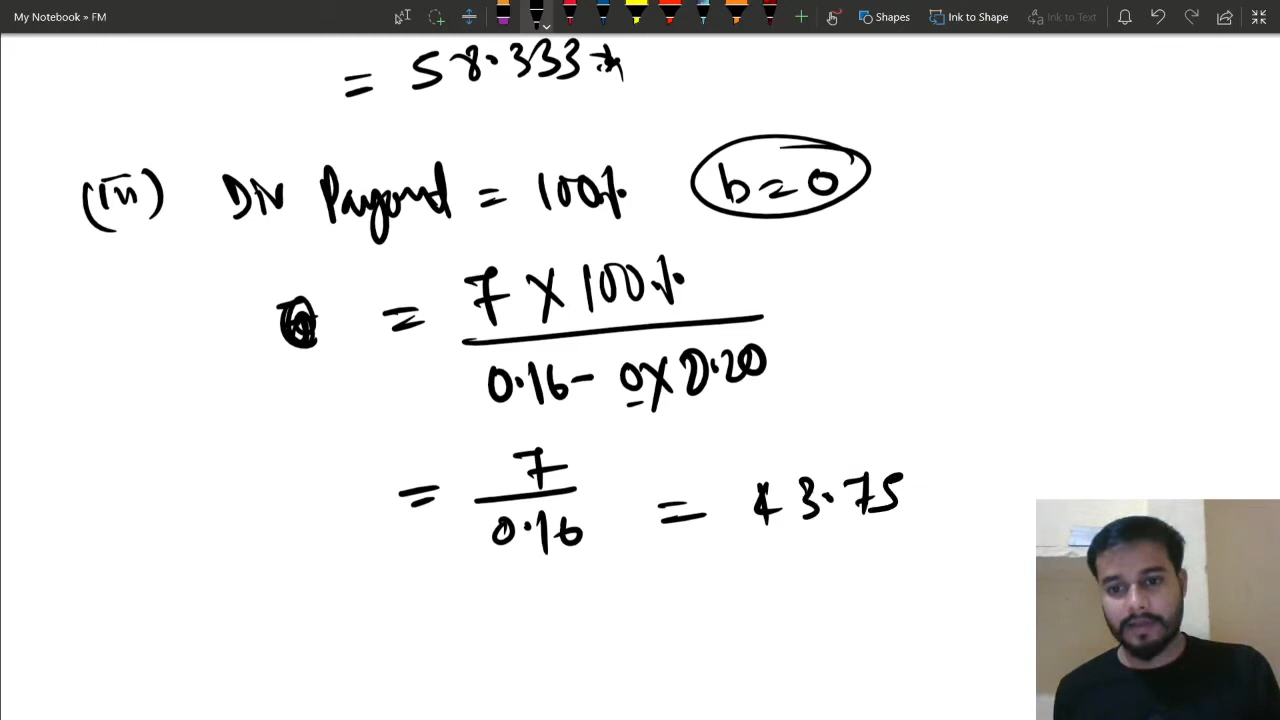 My Notebook » FM
Shapes
Ink to Shape
Ink to Text
= 58.333
(iv) Div Payout = 100% b = 0
= 7 X 100%
0.16 - 0 X 0.20
= 7
0.16
= 43.75